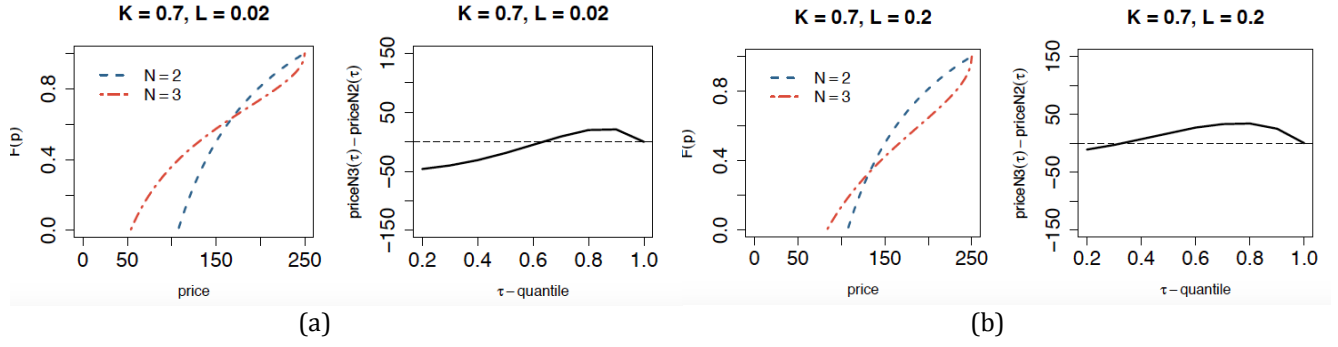 K = 0.7, L = 0.02
F(p)
0.0 0.4 0.8
N = 2
N = 3
0 50 150 250
price
K = 0.7, L = 0.02
priceN3(τ) − priceN2(τ)
−150 −50 50 150
0.2 0.4 0.6 0.8 1.0
τ − quantile
(a)
K = 0.7, L = 0.2
F(p)
0.0 0.4 0.8
N = 2
N = 3
0 50 150 250
price
K = 0.7, L = 0.2
priceN3(τ) − priceN2(τ)
−150 −50 50 150
0.2 0.4 0.6 0.8 1.0
τ − quantile
(b)